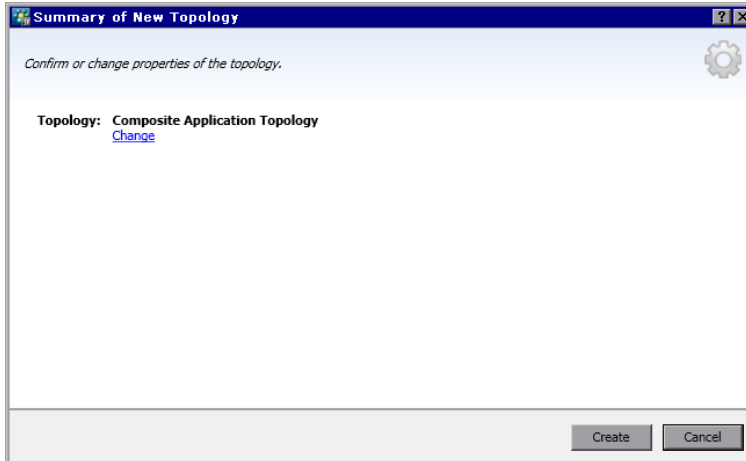 Summary of New Topology
Confirm or change properties of the topology.
Topology: Composite Application Topology
Change
Create Cancel